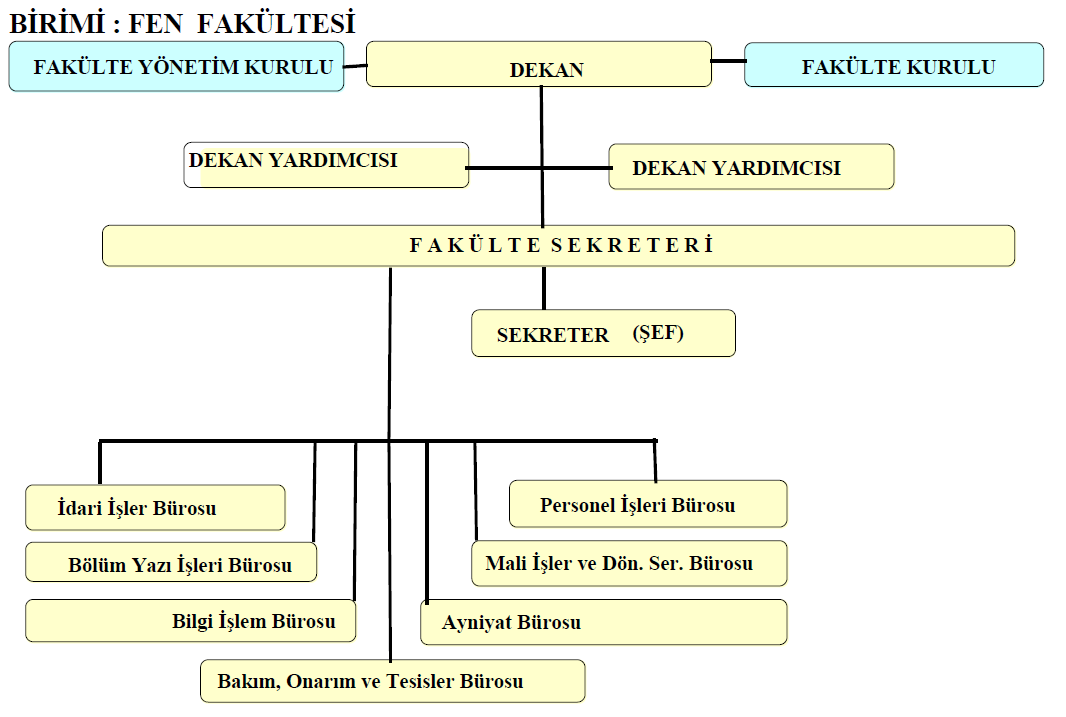 BİRİMİ : FEN FAKÜLTESİ
FAKÜLTE YÖNETİM KURULU
DEKAN
FAKÜLTE KURULU
DEKAN YARDIMCISI
DEKAN YARDIMCISI
F A K Ü L T E S E K R E T E R İ
SEKRETER (ŞEF)
İdari İşler Bürosu
Personel İşleri Bürosu
Bölüm Yazı İşleri Bürosu
Mali İşler ve Dön. Ser. Bürosu
Bilgi İşlem Bürosu
Ayniyat Bürosu
Bakım, Onarım ve Tesisler Bürosu